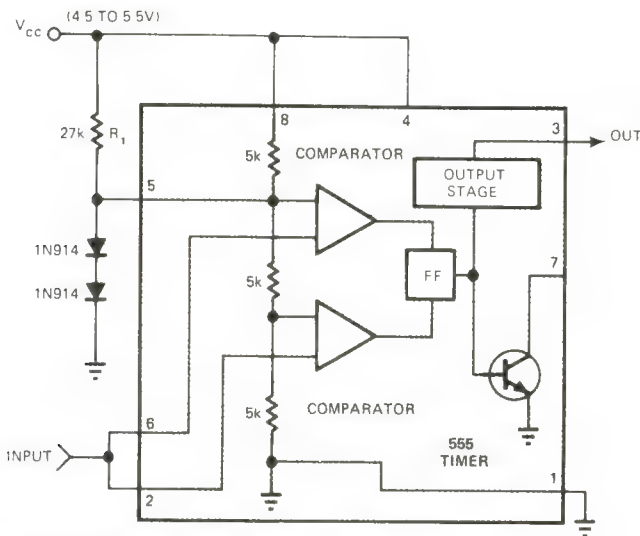 VCC (4 5 TO 5 5V)
8
4
3
27k R1
5k
COMPARATOR
OUT
OUTPUT
STAGE
5
7
1N914
5k
FF
1N914
5k
COMPARATOR
6
555
TIMER
INPUT
1
2